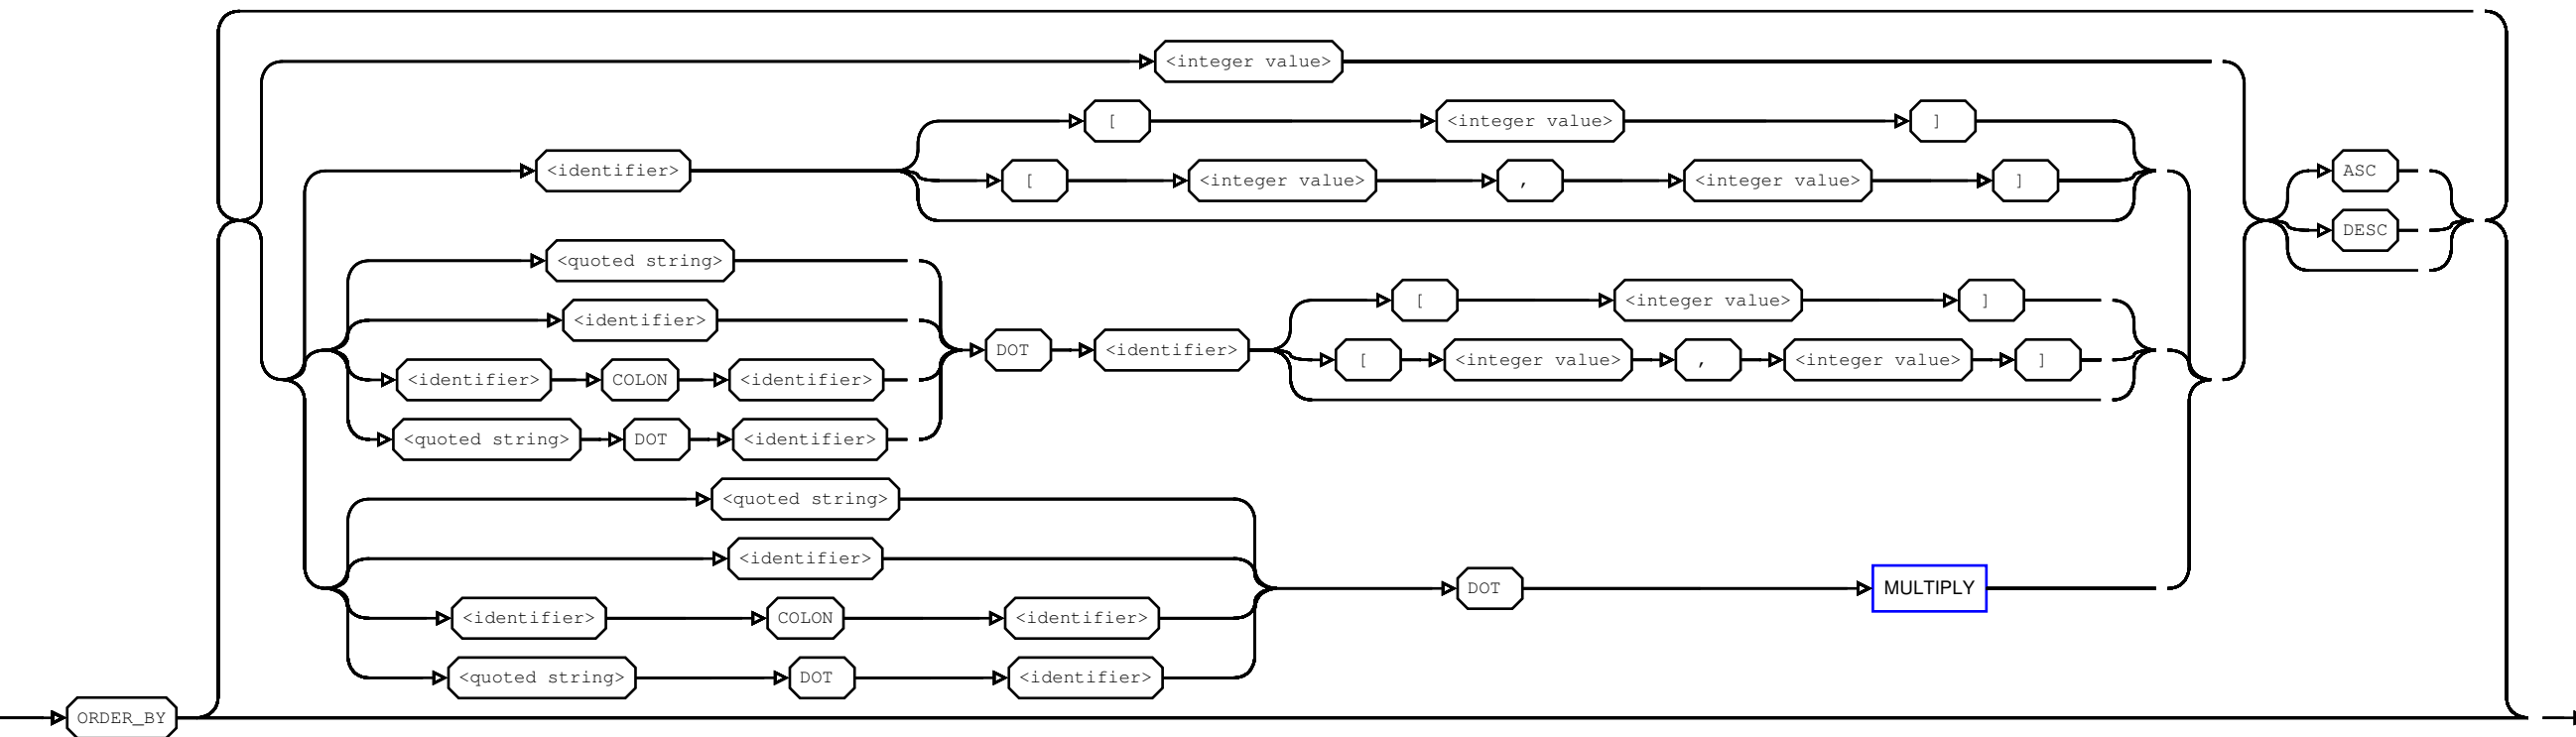 <integer value>
[ <integer value> ]
<identifier> [ <integer value> , <integer value> ]
ASC
DESC
<quoted string>
<identifier>
[ <integer value> ]
DOT <identifier>
[ <integer value> , <integer value> ]
<identifier> COLON <identifier>
<quoted string> DOT <identifier>
<quoted string>
<identifier>
DOT MULTIPLY
<identifier> COLON <identifier>
<quoted string> DOT <identifier>
ORDER_BY